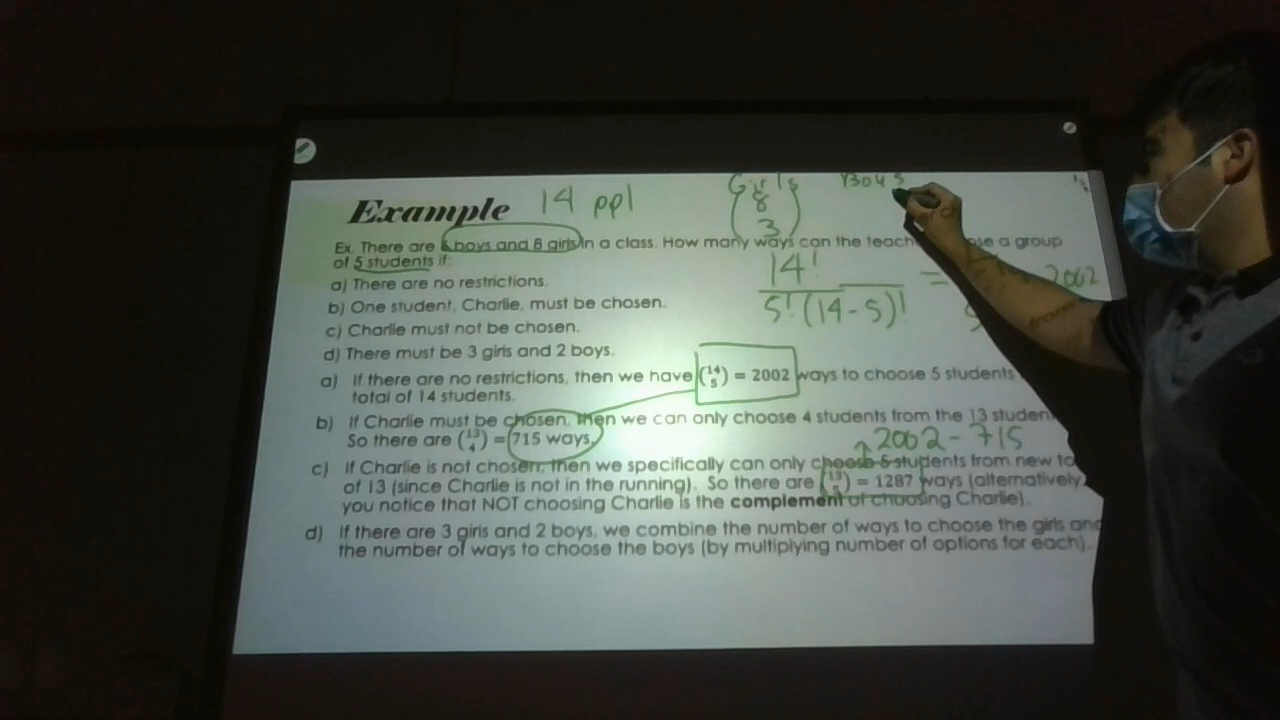 Example 14 ppl
Girls
(8
3)
Boys
Ex. There are 6 boys and 8 girls in a class. How many ways can the teach se a group
of 5 students if:
14!
5! (14-5)!
=
2002
a) There are no restrictions.
b) One student, Charlie, must be chosen.
c) Charlie must not be chosen.
d) There must be 3 girls and 2 boys.
a) If there are no restrictions, then we have (14 5) = 2002 ways to choose 5 students
total of 14 students.
b) If Charlie must be chosen, then we can only choose 4 students from the 13 studen
So there are (13 4) = 715 ways.
2002 - 715
c) If Charlie is not chosen, then we specifically can only choose 5 students from new to
of 13 (since Charlie is not in the running). So there are (13 5) = 1287 ways (alternatively
you notice that NOT choosing Charlie is the complement of choosing Charlie).
d) If there are 3 girls and 2 boys, we combine the number of ways to choose the girls and
the number of ways to choose the boys (by multiplying number of options for each).